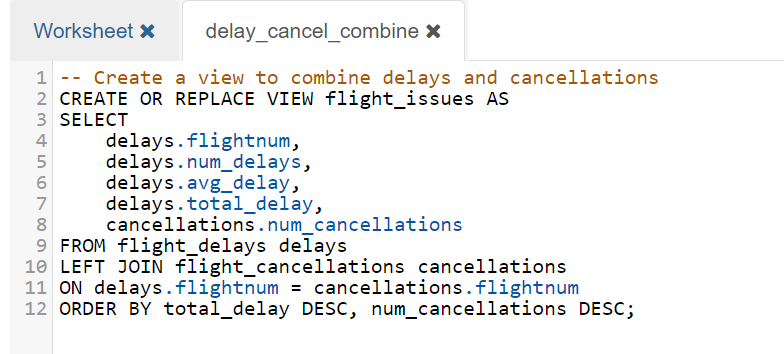 Worksheet ✖ delay_cancel_combine ✖
1 -- Create a view to combine delays and cancellations
2 CREATE OR REPLACE VIEW flight_issues AS
3 SELECT
4     delays.flightnum,
5     delays.num_delays,
6     delays.avg_delay,
7     delays.total_delay,
8     cancellations.num_cancellations
9 FROM flight_delays delays
10 LEFT JOIN flight_cancellations cancellations
11 ON delays.flightnum = cancellations.flightnum
12 ORDER BY total_delay DESC, num_cancellations DESC;